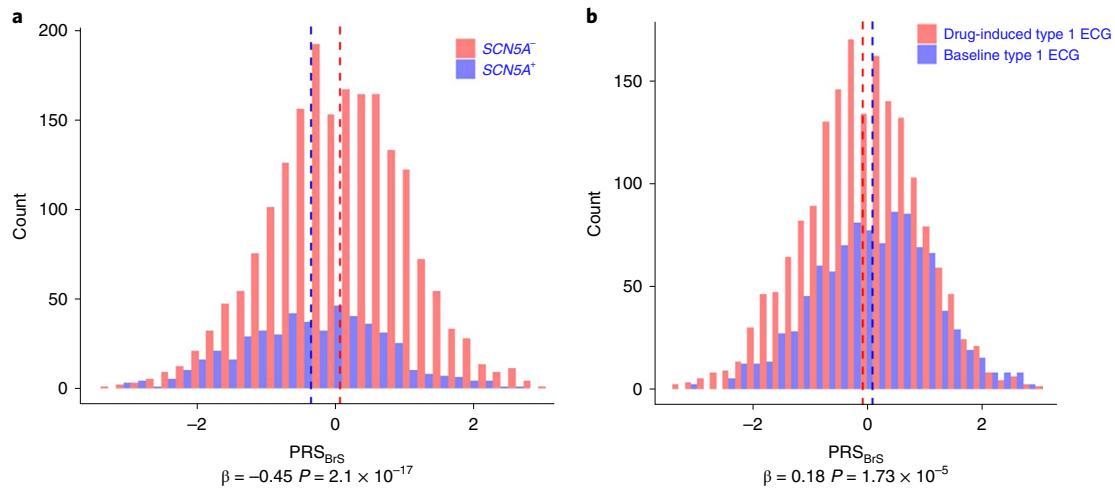 a
200
150
100
50
0
Count
SCN5A⁻
SCN5A⁺
−2
0
2
PRS_BrS
β = −0.45 P = 2.1 × 10⁻¹⁷
b
150
100
50
0
Count
Drug-induced type 1 ECG
Baseline type 1 ECG
−2
0
2
PRS_BrS
β = 0.18 P = 1.73 × 10⁻⁵